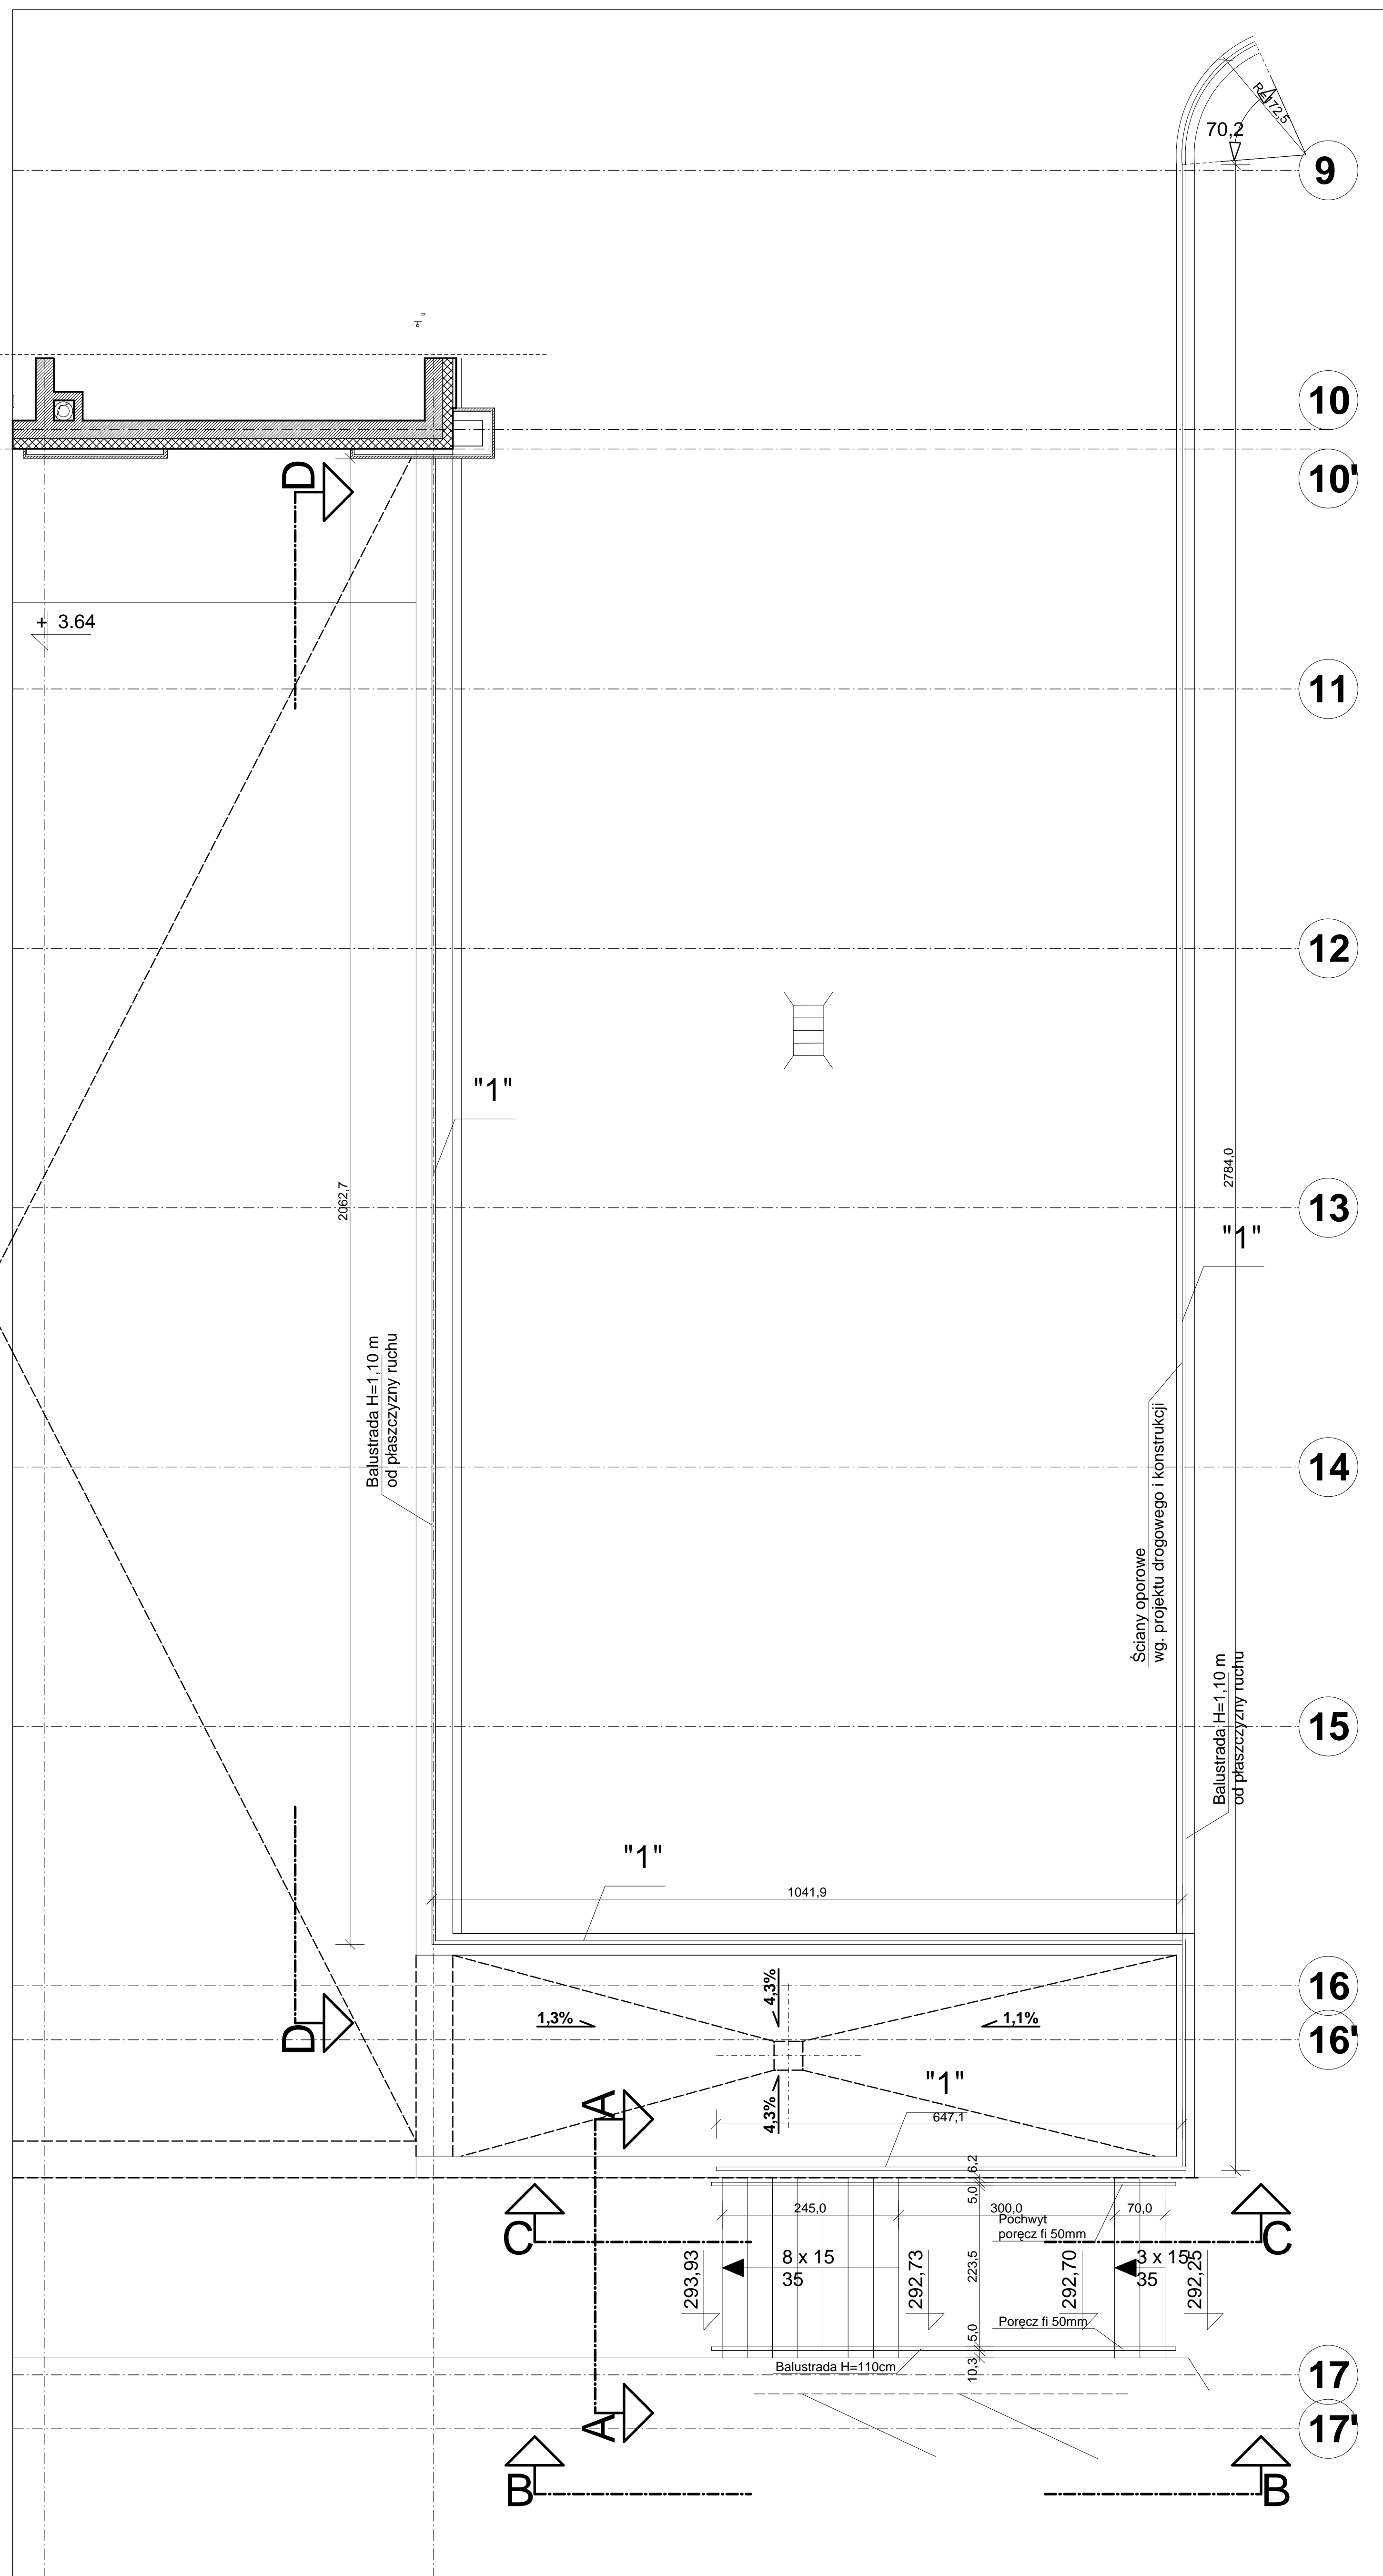 R=172,5
70,2
9
10
D
10'
+ 3.64
11
12
"1"
2784,0
2062,7
13
"1"
Balustrada H=1,10 m
od płaszczyzny ruchu
14
Ściany oporowe
wg. projektu drogowego i konstrukcji
Balustrada H=1,10 m
od płaszczyzny ruchu
15
"1"
1041,9
16
4,3%
1,3%
1,1%
D
16'
"1"
A
4,3%
647,1
6,2
5,0
245,0
300,0
70,0
Pochwyt
poręcz fi 50mm
C
C
293,93
8 x 15
35
292,73
223,5
292,70
3 x 15
35
292,25
Poręcz fi 50mm
5,0
Balustrada H=110cm
10,3
17
A
17'
B
B